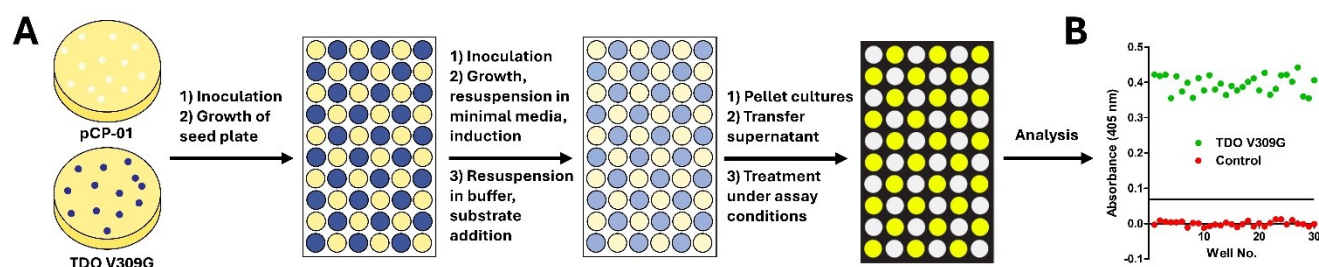 A
pCP-01
TDO V309G
1) Inoculation
2) Growth of
seed plate
1) Inoculation
2) Growth,
resuspension in
minimal media,
induction
3) Resuspension
in buffer,
substrate
addition
1) Pellet cultures
2) Transfer
supernatant
3) Treatment
under assay
conditions
Analysis
B
Absorbance (405 nm)
0.5
0.4
0.3
0.2
0.1
0.0
-0.1
TDO V309G
Control
10
20
30
Well No.